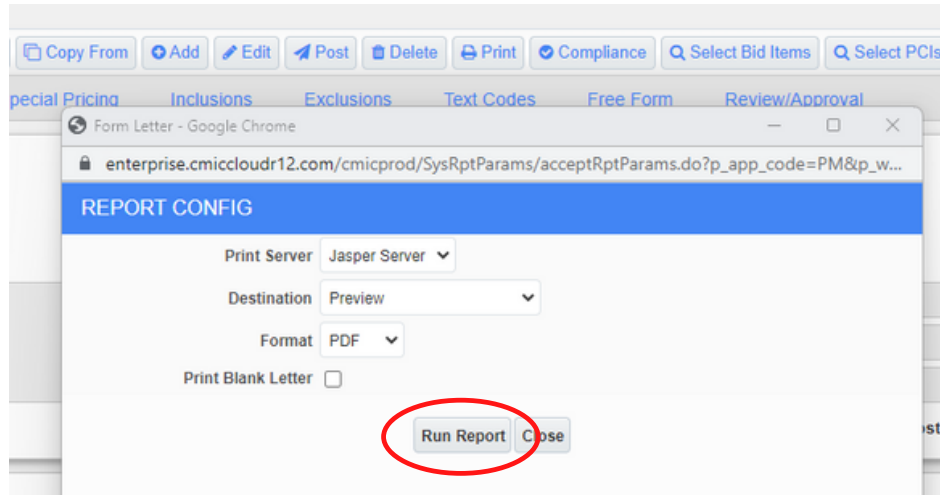 Copy From Add Edit Post Delete Print Compliance Select Bid Items Select PCIs
pecial Pricing Inclusions Exclusions Text Codes Free Form Review/Approval
Form Letter - Google Chrome
enterprise.cmiccloudr12.com/cmicprod/SysRptParams/acceptRptParams.do?p_app_code=PM&p_w...
REPORT CONFIG
Print Server Jasper Server
Destination Preview
Format PDF
Print Blank Letter
Run Report Close
ost